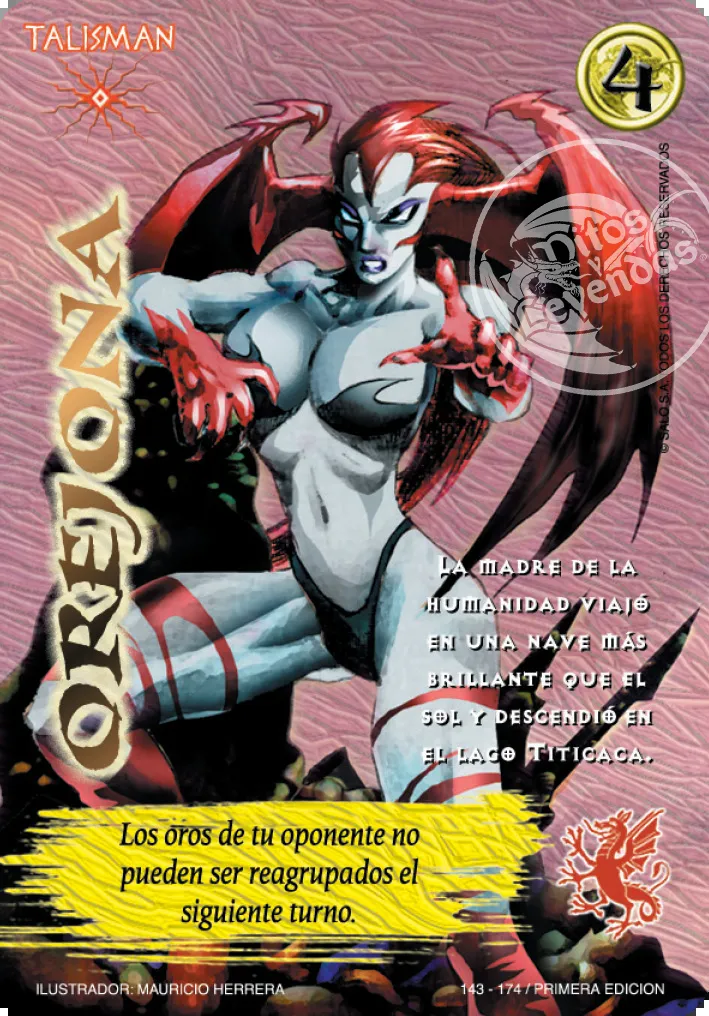 TALISMAN
4
OREJONA
Mitos
y
Leyendas
© SALO S.A. TODOS LOS DERECHOS RESERVADOS
La madre de la
humanidad viajó
en una nave más
brillante que el
sol y descendió en
el lago Titicaca.
Los oros de tu oponente no
pueden ser reagrupados el
siguiente turno.
ILUSTRADOR: MAURICIO HERRERA
143 - 174 / PRIMERA EDICION